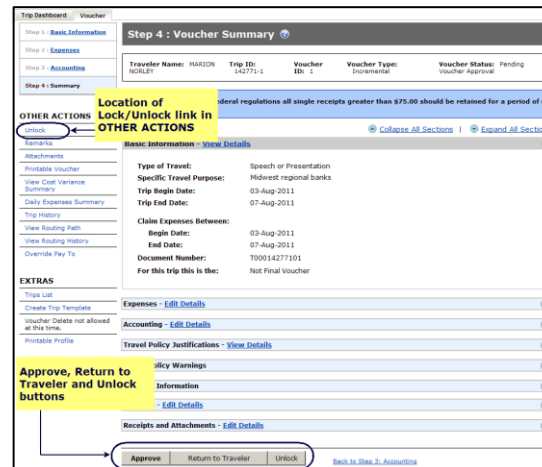 Trip Dashboard Voucher
Step 1 : Basic Information
Step 2 : Expenses
Step 3 : Accounting
Step 4 : Summary
Step 4 : Voucher Summary
Traveler Name: MARION NORLEY
Trip ID: 142771-1
Voucher ID: 1
Voucher Type: Incremental
Voucher Status: Pending Voucher Approval
ederal regulations all single receipts greater than $75.00 should be retained for a period of
Location of
Lock/Unlock link in
OTHER ACTIONS
Collapse All Sections | Expand All Sectio
OTHER ACTIONS
Unlock
Remarks
Attachments
Printable Voucher
View Cost Variance
Summary
Daily Expenses Summary
Trip History
View Routing Path
View Routing History
Override Pay To
EXTRAS
Trips List
Create Trip Template
Voucher Delete not allowed
at this time.
Printable Profile
Basic Information - View Details
Type of Travel: Speech or Presentation
Specific Travel Purpose: Midwest regional banks
Trip Begin Date: 03-Aug-2011
Trip End Date: 07-Aug-2011
Claim Expenses Between:
Begin Date: 03-Aug-2011
End Date: 07-Aug-2011
Document Number: T00014277101
For this trip this is the: Not Final Voucher
Expenses - Edit Details
Accounting - Edit Details
Travel Policy Justifications - View Details
olicy Warnings
Information
- Edit Details
Receipts and Attachments - Edit Details
Approve, Return to
Traveler and Unlock
buttons
Approve Return to Traveler Unlock
Back to Step 3: Accounting